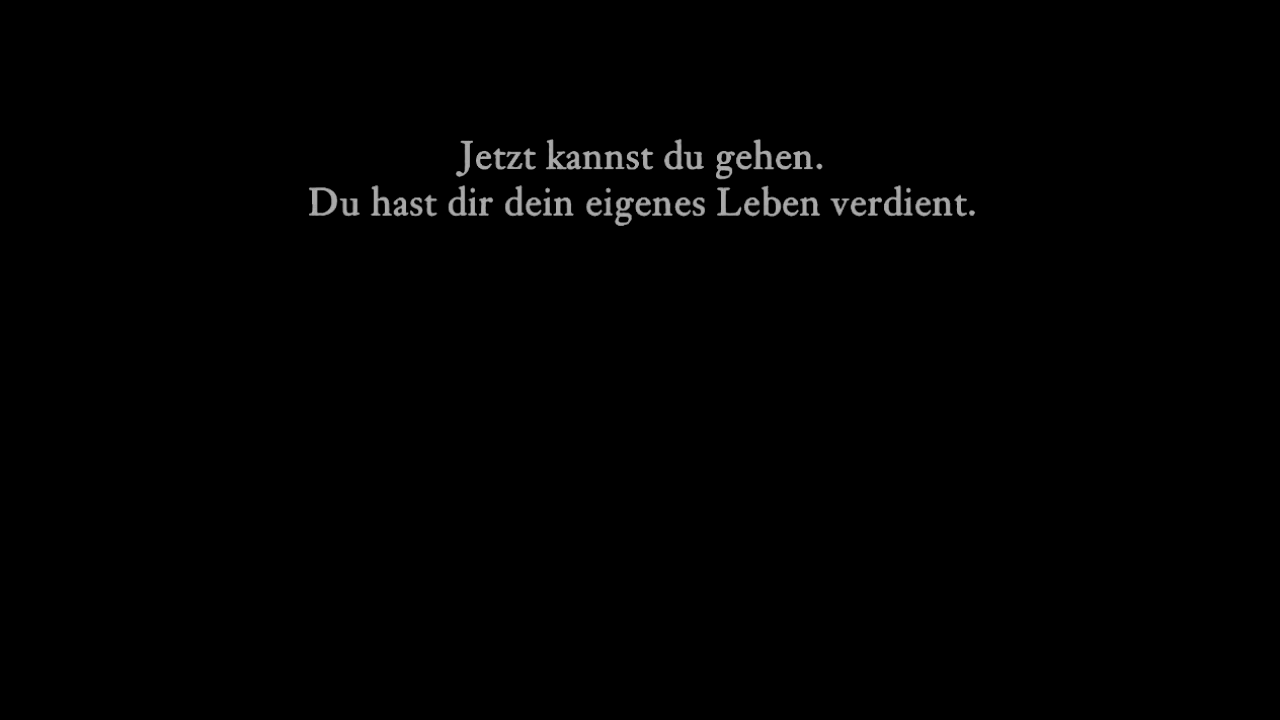 Jetzt kannst du gehen.
Du hast dir dein eigenes Leben verdient.